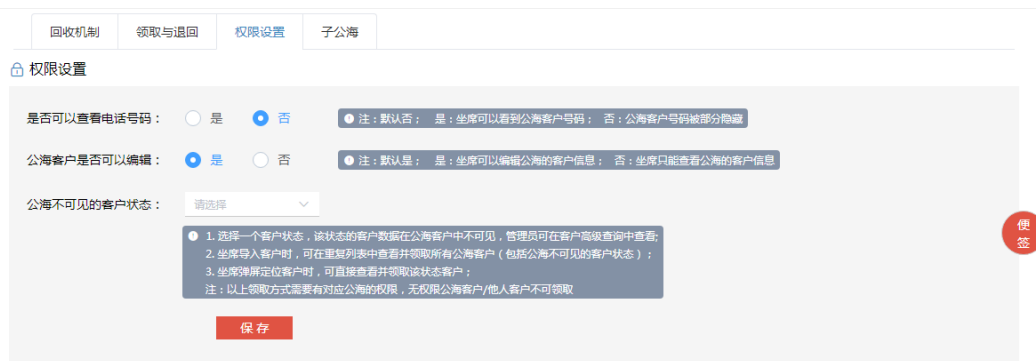 回收机制 领取与退回 权限设置 子公海
权限设置
是否可以查看电话号码： 是 否 注：默认否； 是：坐席可以看到公海客户号码； 否：公海客户号码被部分隐藏
公海客户是否可以编辑： 是 否 注：默认是； 是：坐席可以编辑公海的客户信息； 否：坐席只能查看公海的客户信息
公海不可见的客户状态： 请选择
便签
1. 选择一个客户状态，该状态的客户数据在公海客户中不可见，管理员可在客户高级查询中查看;
2. 坐席导入客户时，可在重复列表中查看并领取所有公海客户（包括公海不可见的客户状态）；
3. 坐席弹屏定位客户时，可直接查看并领取该状态客户；
注：以上领取方式需要有对应公海的权限，无权限公海客户/他人客户不可领取
保存